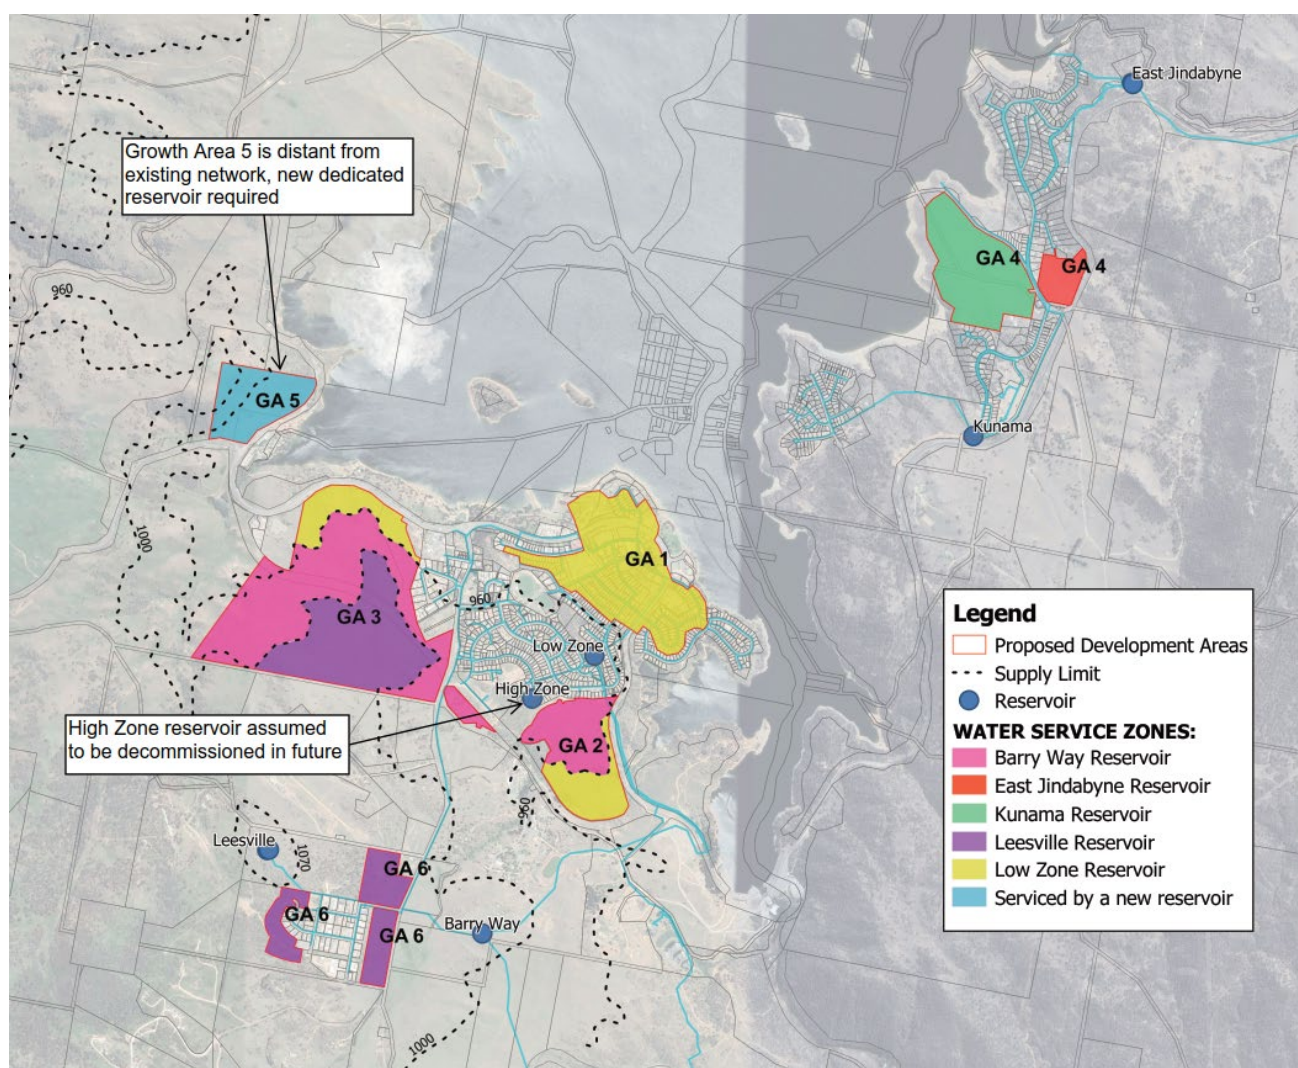 East Jindabyne
Growth Area 5 is distant from
existing network, new dedicated
reservoir required
GA 4
GA 4
960
GA 5
Kunama
1000
GA 1
960
GA 3
Low Zone
High Zone
High Zone reservoir assumed
to be decommissioned in future
GA 2
960
Leesville
1070
GA 6
GA 6
GA 6
Barry Way
1000
Legend
Proposed Development Areas
Supply Limit
Reservoir
WATER SERVICE ZONES:
Barry Way Reservoir
East Jindabyne Reservoir
Kunama Reservoir
Leesville Reservoir
Low Zone Reservoir
Serviced by a new reservoir